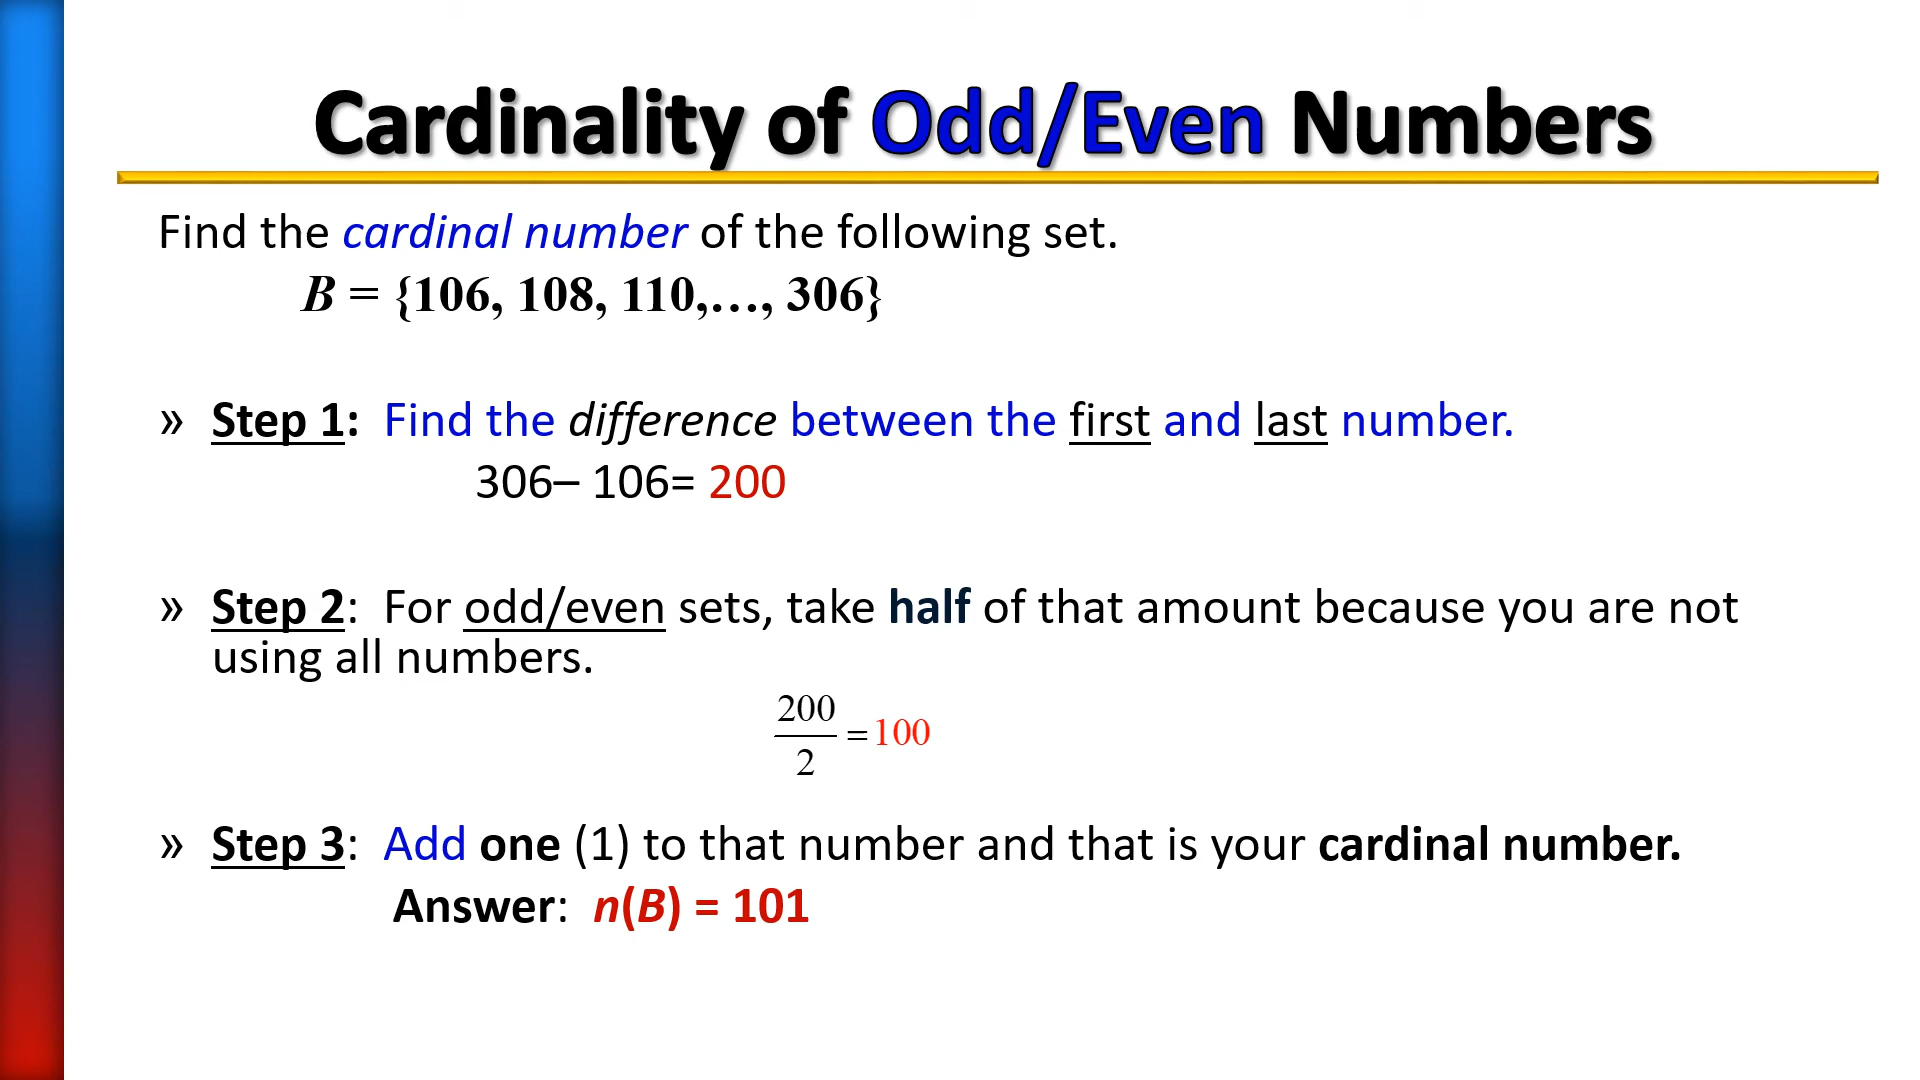 Cardinality of Odd/Even Numbers
Find the cardinal number of the following set.
B = {106, 108, 110,…, 306}
» Step 1: Find the difference between the first and last number.
306– 106= 200
» Step 2: For odd/even sets, take half of that amount because you are not
using all numbers.
200
2
=100
» Step 3: Add one (1) to that number and that is your cardinal number.
Answer: n(B) = 101